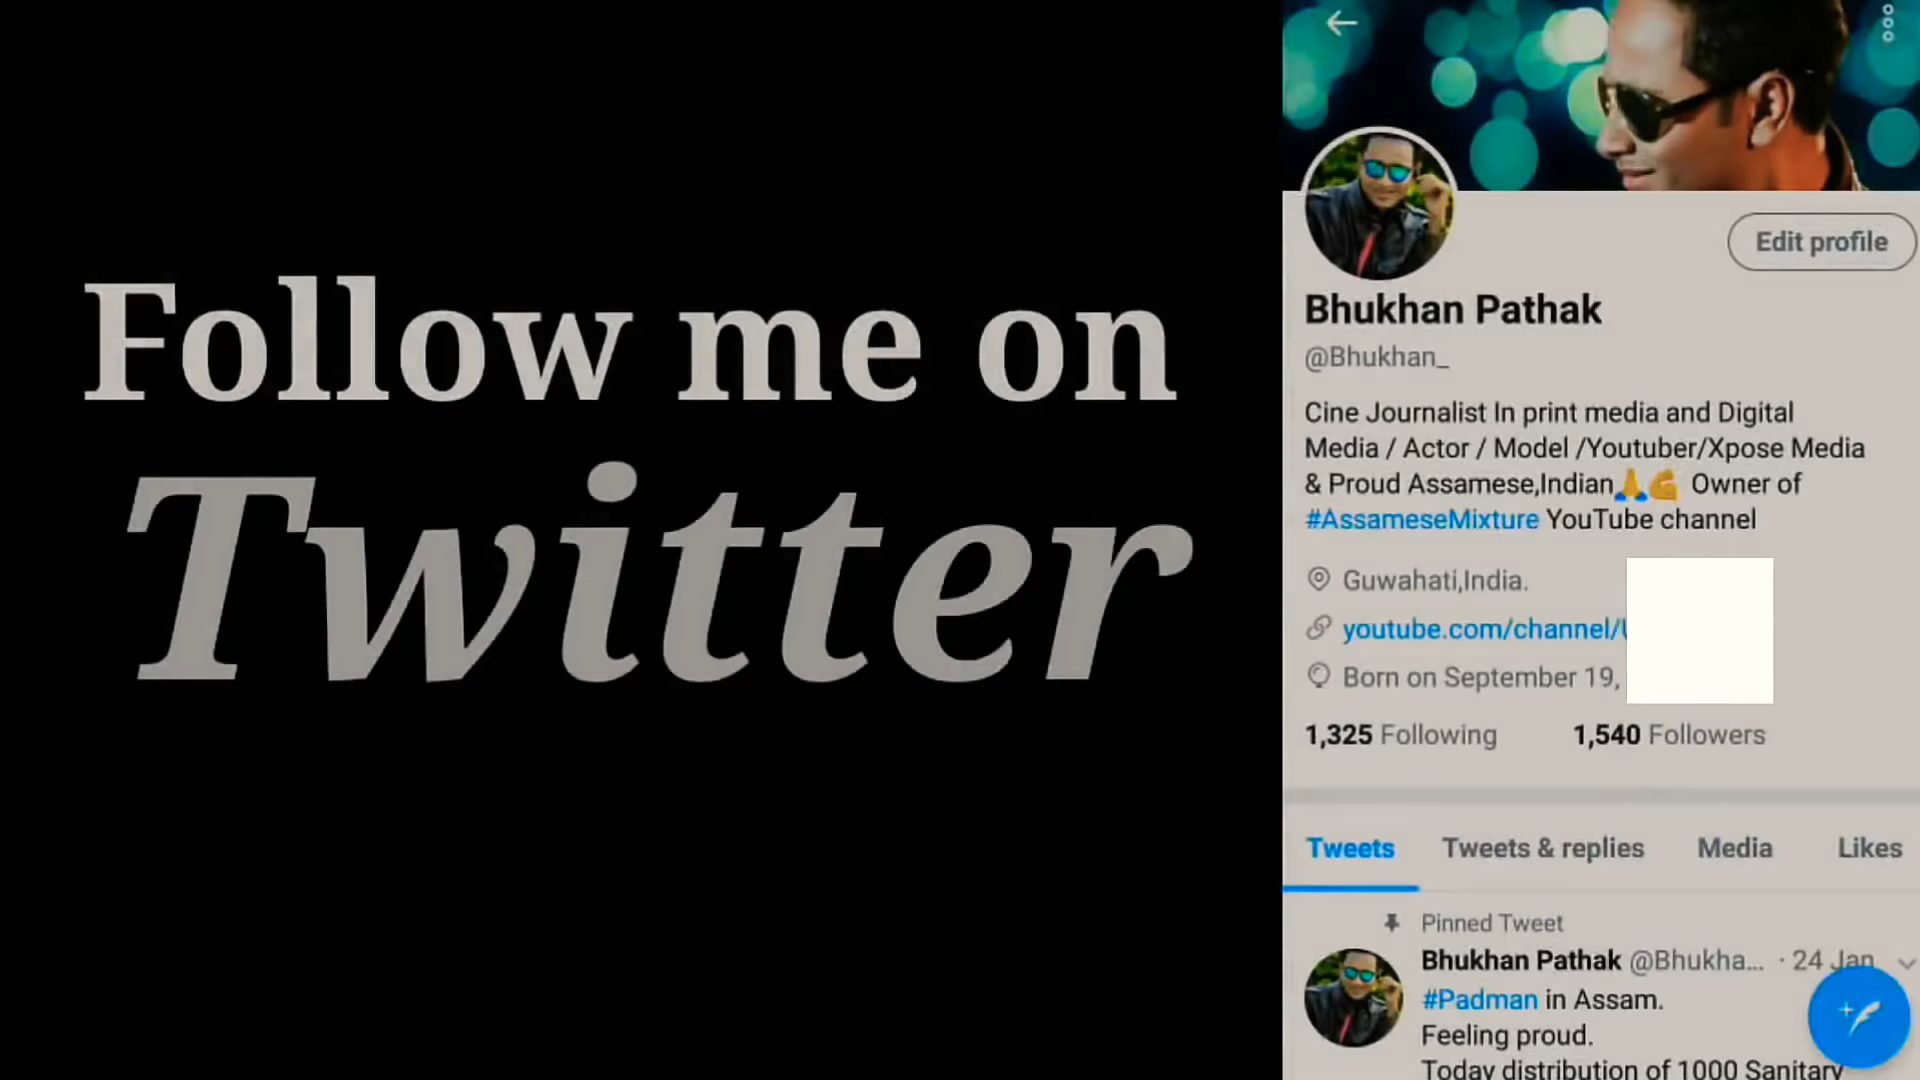 Follow me on
Twitter
Edit profile
Bhukhan Pathak
@Bhukhan_
Cine Journalist In print media and Digital
Media / Actor / Model /Youtuber/Xpose Media
& Proud Assamese,Indian🙏💪 Owner of
#AssameseMixture YouTube channel
Guwahati,India.
youtube.com/channel/
Born on September 19,
1,325 Following 1,540 Followers
Tweets Tweets & replies Media Likes
Pinned Tweet
Bhukhan Pathak @Bhukha... · 24 Jan
#Padman in Assam.
Feeling proud.
Today distribution of 1000 Sanitary